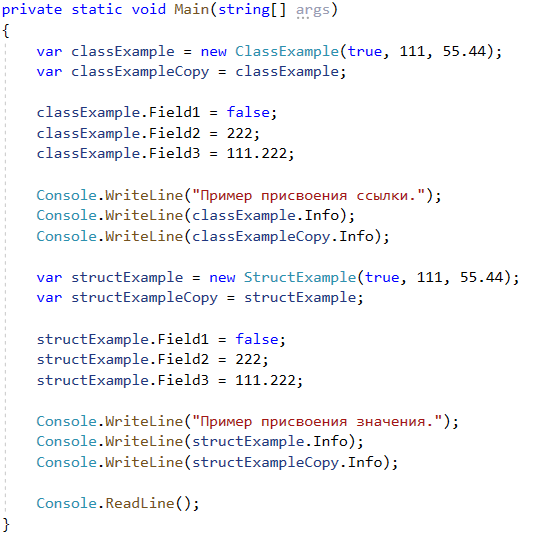 private static void Main(string[] args)
{
    var classExample = new ClassExample(true, 111, 55.44);
    var classExampleCopy = classExample;

    classExample.Field1 = false;
    classExample.Field2 = 222;
    classExample.Field3 = 111.222;

    Console.WriteLine("Пример присвоения ссылки.");
    Console.WriteLine(classExample.Info);
    Console.WriteLine(classExampleCopy.Info);

    var structExample = new StructExample(true, 111, 55.44);
    var structExampleCopy = structExample;

    structExample.Field1 = false;
    structExample.Field2 = 222;
    structExample.Field3 = 111.222;

    Console.WriteLine("Пример присвоения значения.");
    Console.WriteLine(structExample.Info);
    Console.WriteLine(structExampleCopy.Info);

    Console.ReadLine();
}